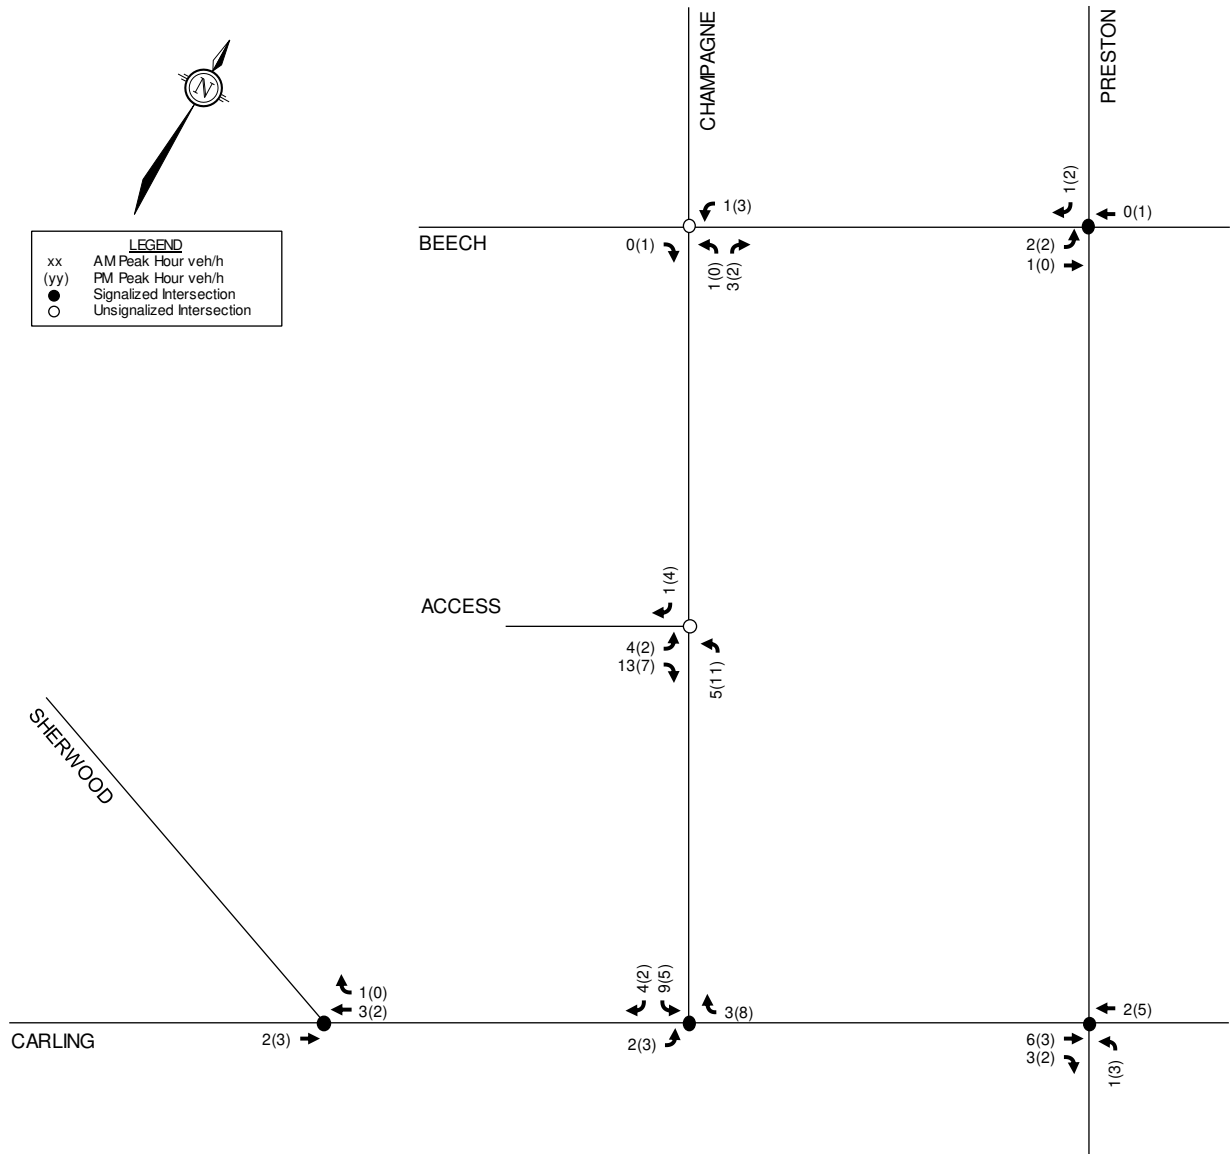 CHAMPAGNE
PRESTON
N
LEGEND
xx AM Peak Hour veh/h
(yy) PM Peak Hour veh/h
Signalized Intersection
Unsignalized Intersection
BEECH
1(3)
0(1)
1(0)
3(2)
1(2)
0(1)
2(2)
1(0)
ACCESS
1(4)
4(2)
13(7)
5(11)
SHERWOOD
1(0)
3(2)
2(3)
CARLING
4(2)
9(5)
3(8)
2(3)
2(5)
6(3)
3(2)
1(3)